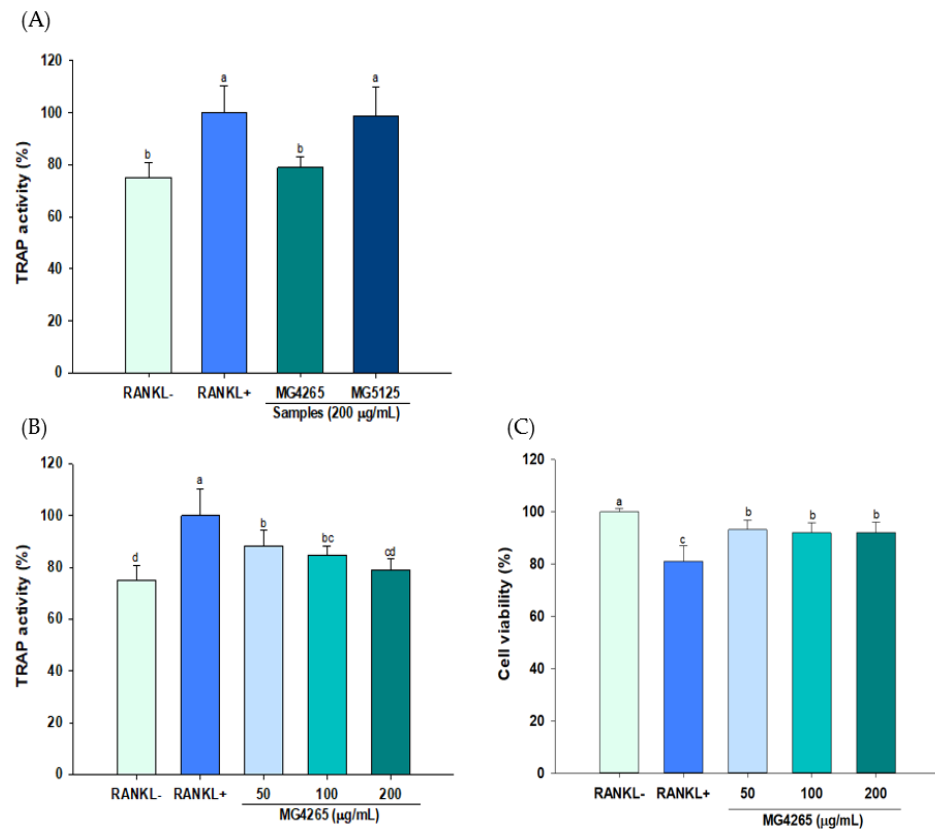 (A)
120
100
80
60
40
20
0
TRAP activity (%)
b
a
b
a
RANKL-
RANKL+
MG4265
MG5125
Samples (200 µg/mL)
(B)
120
100
80
60
40
20
0
TRAP activity (%)
d
a
b
bc
cd
RANKL-
RANKL+
50
100
200
MG4265 (µg/mL)
(C)
120
100
80
60
40
20
0
Cell viability (%)
a
c
b
b
b
RANKL-
RANKL+
50
100
200
MG4265 (µg/mL)